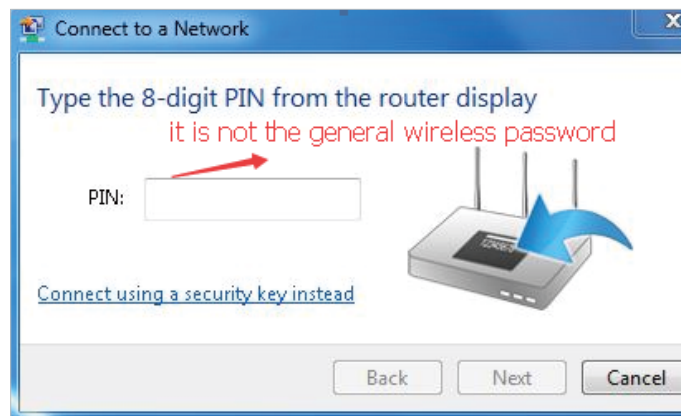 Connect to a Network
X
Type the 8-digit PIN from the router display
it is not the general wireless password
PIN:
12345670
Connect using a security key instead
Back
Next
Cancel